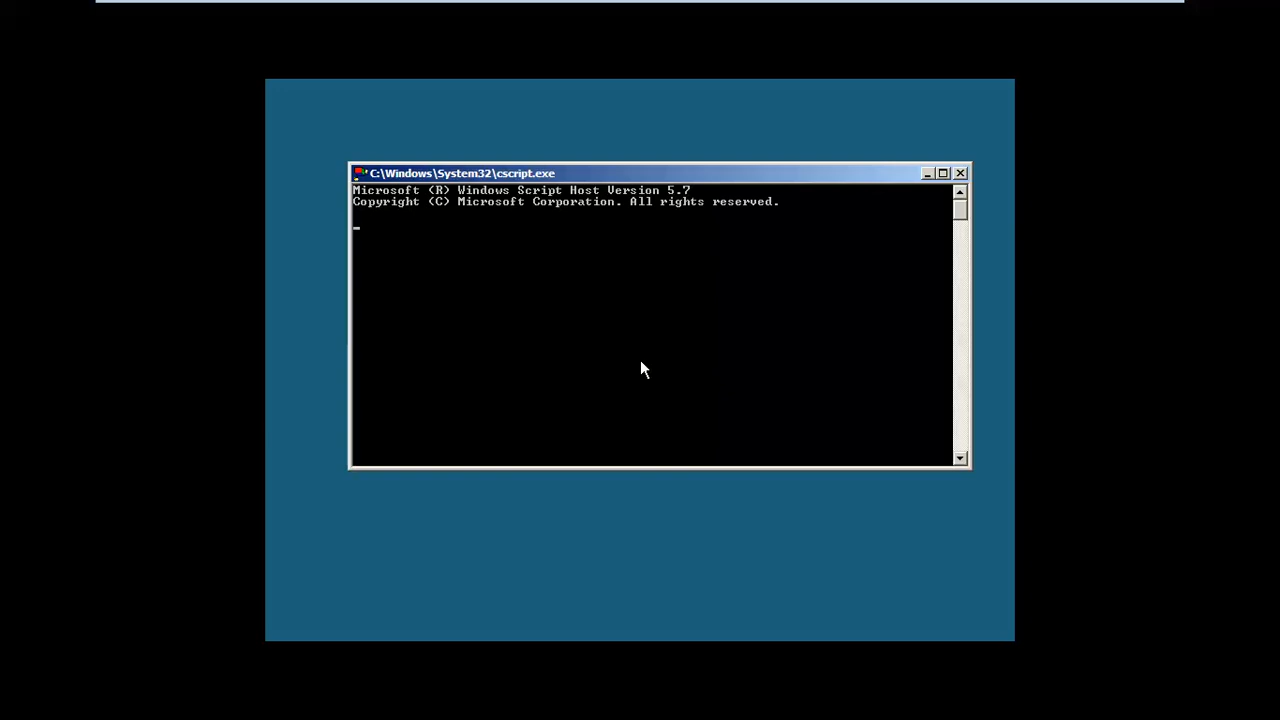 C:\Windows\System32\cscript.exe
Microsoft (R) Windows Script Host Version 5.7
Copyright (C) Microsoft Corporation. All rights reserved.